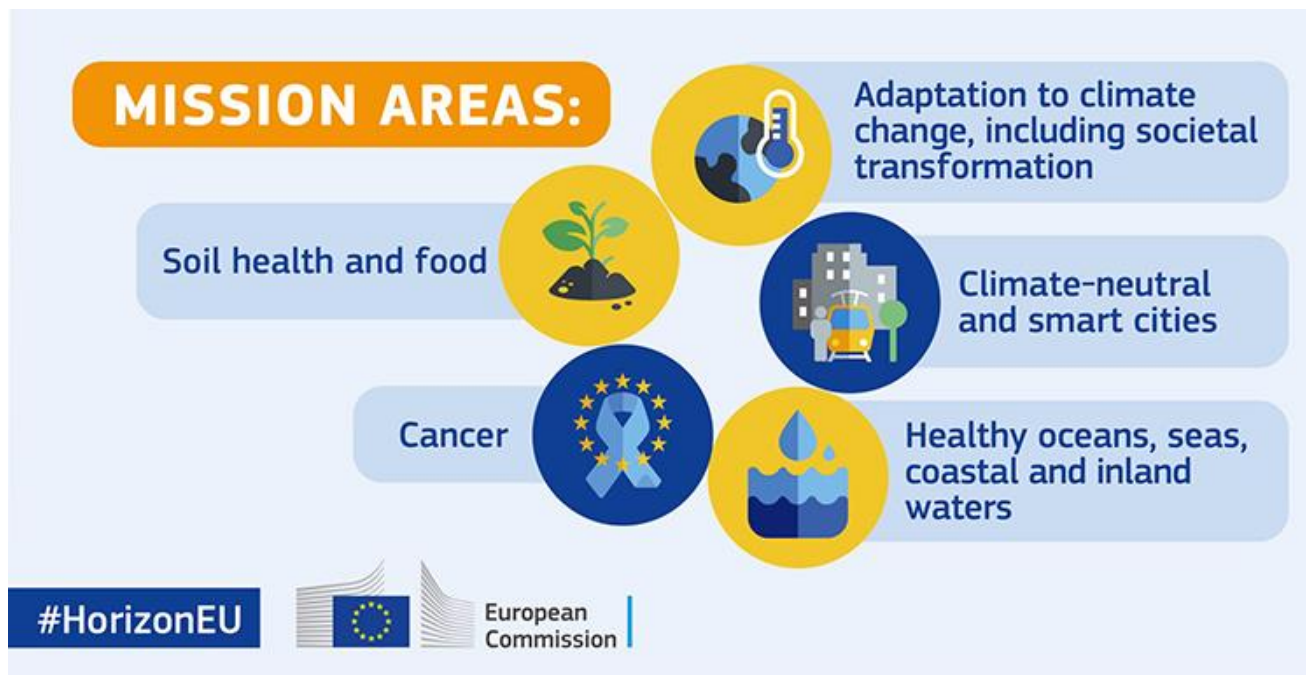 MISSION AREAS:
Adaptation to climate
change, including societal
transformation
Soil health and food
Climate-neutral
and smart cities
Cancer
Healthy oceans, seas,
coastal and inland
waters
#HorizonEU
European
Commission